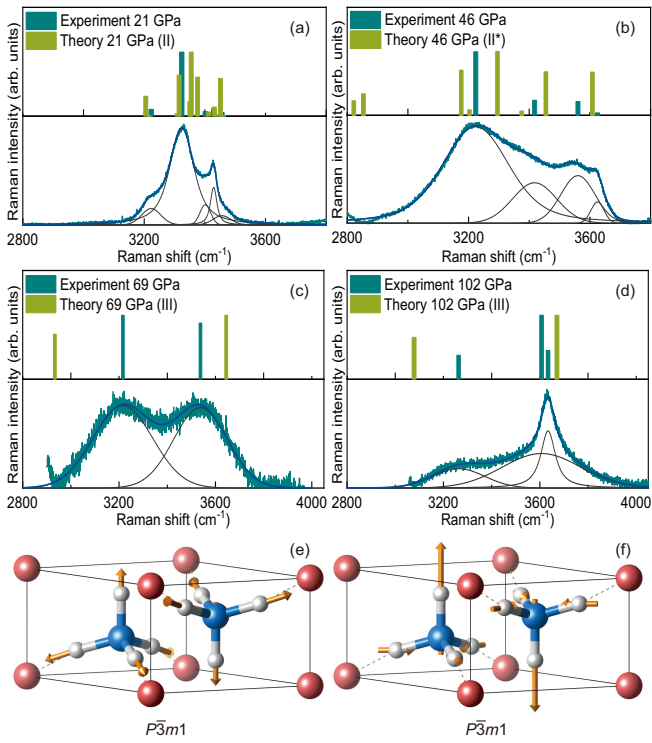 (a)
Experiment 21 GPa
Theory 21 GPa (II)
Raman intensity (arb. units)
2800 3200 3600
Raman shift (cm-1)
(b)
Experiment 46 GPa
Theory 46 GPa (II*)
Raman intensity (arb. units)
2800 3200 3600
Raman shift (cm-1)
(c)
Experiment 69 GPa
Theory 69 GPa (III)
Raman intensity (arb. units)
2800 3200 3600 4000
Raman shift (cm-1)
(d)
Experiment 102 GPa
Theory 102 GPa (III)
Raman intensity (arb. units)
2800 3200 3600 4000
Raman shift (cm-1)
(e)
P3̅m1
(f)
P3̅m1